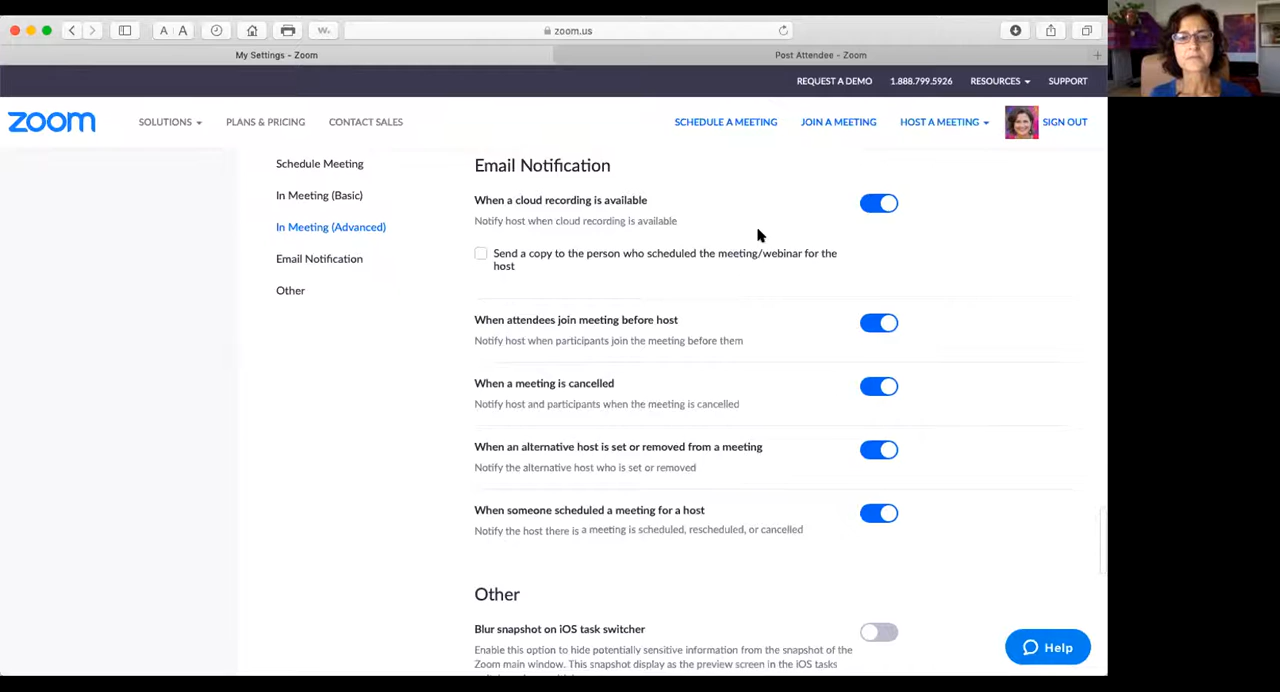 A A
W.
zoom.us
My Settings - Zoom
Post Attendee - Zoom
REQUEST A DEMO 1.888.799.5926 RESOURCES SUPPORT
zoom SOLUTIONS PLANS & PRICING CONTACT SALES SCHEDULE A MEETING JOIN A MEETING HOST A MEETING SIGN OUT
Schedule Meeting
In Meeting (Basic)
In Meeting (Advanced)
Email Notification
Other
Email Notification
When a cloud recording is available
Notify host when cloud recording is available
Send a copy to the person who scheduled the meeting/webinar for the
host
When attendees join meeting before host
Notify host when participants join the meeting before them
When a meeting is cancelled
Notify host and participants when the meeting is cancelled
When an alternative host is set or removed from a meeting
Notify the alternative host who is set or removed
When someone scheduled a meeting for a host
Notify the host there is a meeting is scheduled, rescheduled, or cancelled
Other
Blur snapshot on iOS task switcher
Enable this option to hide potentially sensitive information from the snapshot of the
Zoom main window. This snapshot display as the preview screen in the iOS tasks
Help